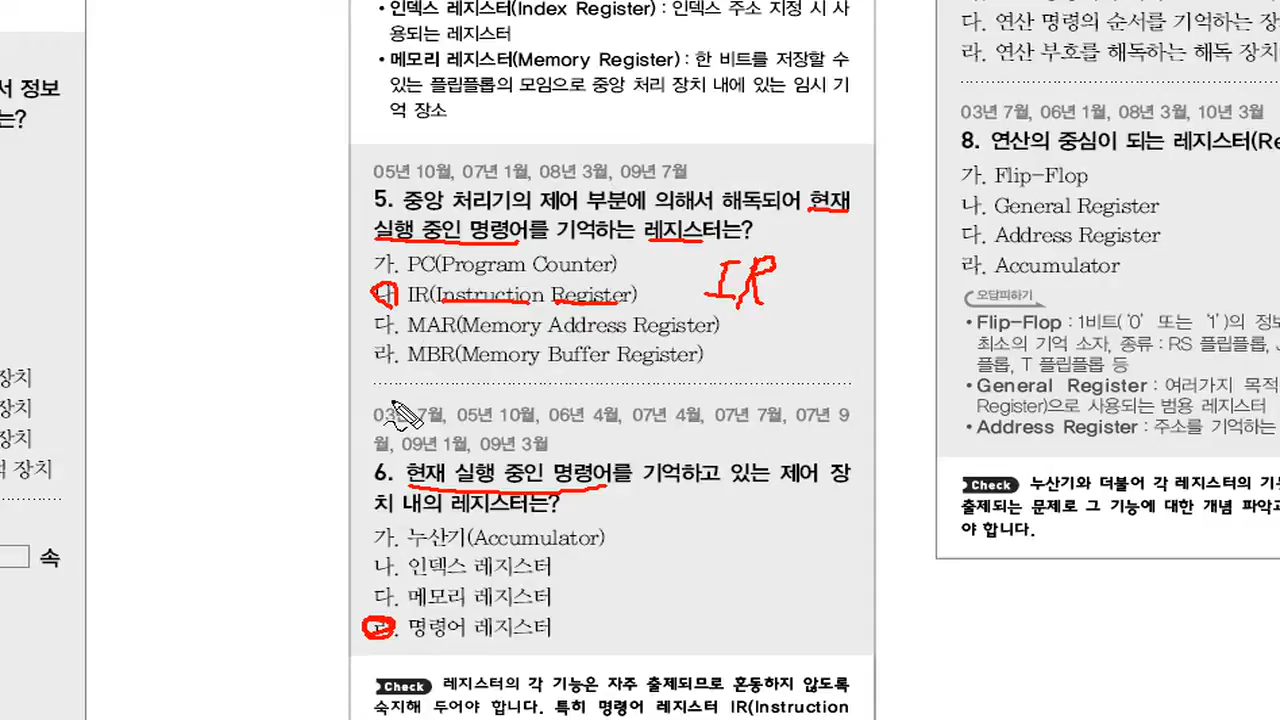 서 정보
는?
장치
장치
장치
장치
속
• 인덱스 레지스터(Index Register) : 인덱스 주소 지정 시 사
용되는 레지스터
• 메모리 레지스터(Memory Register) : 한 비트를 저장할 수
있는 플립플롭의 모임으로 중앙 처리 장치 내에 있는 임시 기
억 장소
05년 10월, 07년 1월, 08년 3월, 09년 7월
5. 중앙 처리기의 제어 부분에 의해서 해독되어 현재
실행 중인 명령어를 기억하는 레지스터는?
가. PC(Program Counter)
나. IR(Instruction Register)
IR
다. MAR(Memory Address Register)
라. MBR(Memory Buffer Register)
7월, 05년 10월, 06년 4월, 07년 4월, 07년 7월, 07년 9
월, 09년 1월, 09년 3월
6. 현재 실행 중인 명령어를 기억하고 있는 제어 장
치 내의 레지스터는?
가. 누산기(Accumulator)
나. 인덱스 레지스터
다. 메모리 레지스터
라. 명령어 레지스터
Check 레지스터의 각 기능은 자주 출제되므로 혼동하지 않도록
숙지해 두어야 합니다. 특히 명령어 레지스터 IR(Instruction
다. 연산 명령의 순서를 기억하는 장
라. 연산 부호를 해독하는 해독 장치
03년 7월, 06년 1월, 08년 3월, 10년 3월
8. 연산의 중심이 되는 레지스터(Re
가. Flip-Flop
나. General Register
다. Address Register
라. Accumulator
오답피하기
• Flip-Flop : 1비트('0' 또는 '1')의 정보
최소의 기억 소자, 종류 : RS 플립플롭, J
플롭, T 플립플롭 등
• General Register : 여러가지 목적
Register)으로 사용되는 범용 레지스터
• Address Register : 주소를 기억하는
Check 누산기와 더불어 각 레지스터의 기능
출제되는 문제로 그 기능에 대한 개념 파악과
야 합니다.